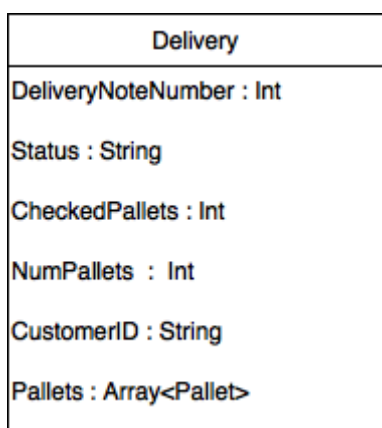 Delivery
DeliveryNoteNumber : Int
Status : String
CheckedPallets : Int
NumPallets : Int
CustomerID : String
Pallets : Array<Pallet>